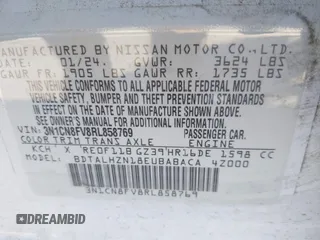 MANUFACTURED BY NISSAN MOTOR CO., LTD.
DATE: 01/24. GVWR: 3624 LBS
GAWR FR: 1905 LBS GAWR RR: 1735 LBS
THIS VEHICLE CONFORMS TO ALL APPLICABLE
FEDERAL MOTOR VEHICLE SAFETY, BUMPER,
AND THEFT PREVENTION STANDARDS
IN EFFECT ON THE DATE OF
MANUFACTURE SHOWN ABOVE.
3N1CN8FV8RL858769 PASSENGER CAR
COLOR TRIM TRANS AXLE ENGINE
KCH X RE0F11B GZ39 HR16DE 1598 CC
MODEL BDTALHZN18EUBABACA 4Z000
3N1CN8FV8RL858769